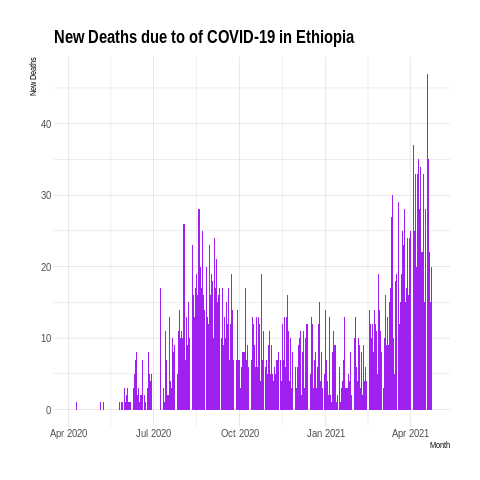 New Deaths due to of COVID-19 in Ethiopia
New Deaths
40
30
20
10
0
Apr 2020 Jul 2020 Oct 2020 Jan 2021 Apr 2021
Month